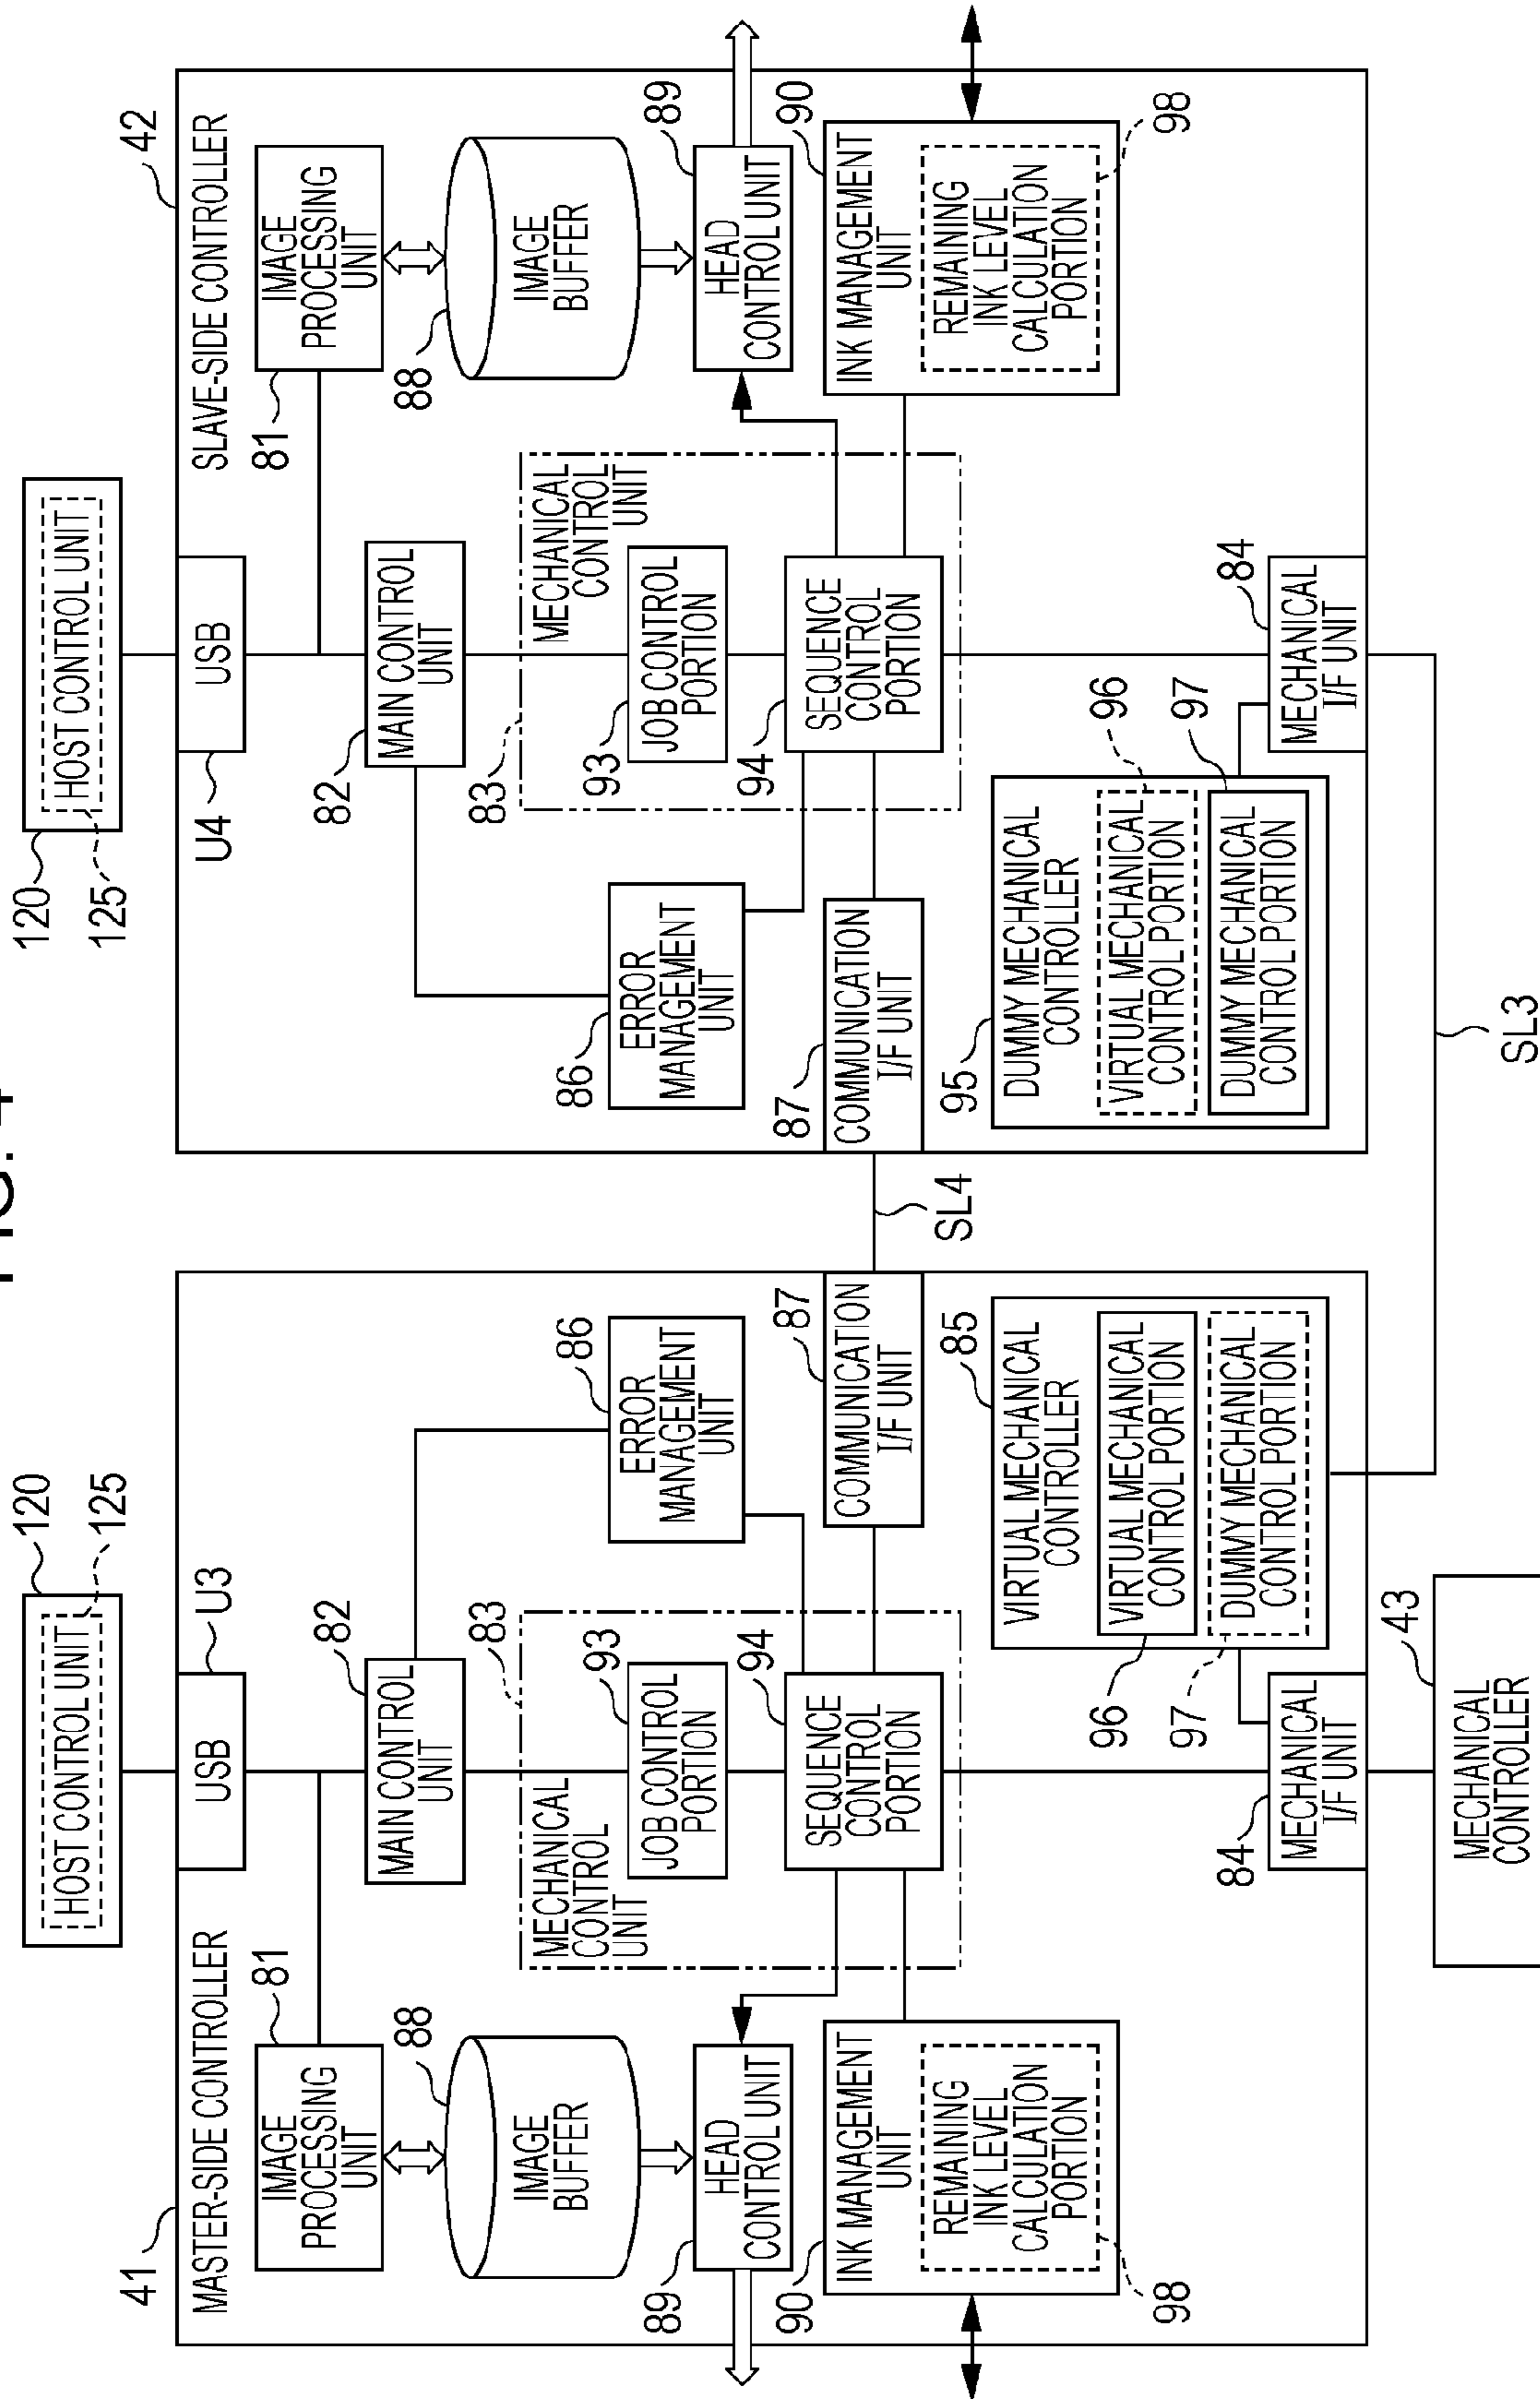 FIG. 4
120
HOST CONTROL UNIT
125
41
MASTER-SIDE CONTROLLER
USB
U3
IMAGE
PROCESSING
UNIT
81
MAIN CONTROL
UNIT
82
88
IMAGE
BUFFER
MECHANICAL
CONTROL
UNIT
83
JOB CONTROL
PORTION
93
ERROR
MANAGEMENT
UNIT
86
89
HEAD
CONTROL UNIT
SEQUENCE
CONTROL
PORTION
94
COMMUNICATION
I/F UNIT
87
90
INK MANAGEMENT
UNIT
REMAINING
INK LEVEL
CALCULATION
PORTION
98
VIRTUAL MECHANICAL
CONTROLLER
85
VIRTUAL MECHANICAL
CONTROL PORTION
96
DUMMY MECHANICAL
CONTROL PORTION
97
84
MECHANICAL
I/F UNIT
43
MECHANICAL
CONTROLLER
SL4
SL3
120
HOST CONTROL UNIT
125
42
SLAVE-SIDE CONTROLLER
USB
U4
81
IMAGE
PROCESSING
UNIT
82
MAIN CONTROL
UNIT
88
IMAGE
BUFFER
83
MECHANICAL
CONTROL
UNIT
93
JOB CONTROL
PORTION
86
ERROR
MANAGEMENT
UNIT
HEAD
CONTROL UNIT
89
94
SEQUENCE
CONTROL
PORTION
87
COMMUNICATION
I/F UNIT
INK MANAGEMENT
UNIT
90
REMAINING
INK LEVEL
CALCULATION
PORTION
98
95
DUMMY MECHANICAL
CONTROLLER
VIRTUAL MECHANICAL
CONTROL PORTION
96
DUMMY MECHANICAL
CONTROL PORTION
97
84
MECHANICAL
I/F UNIT